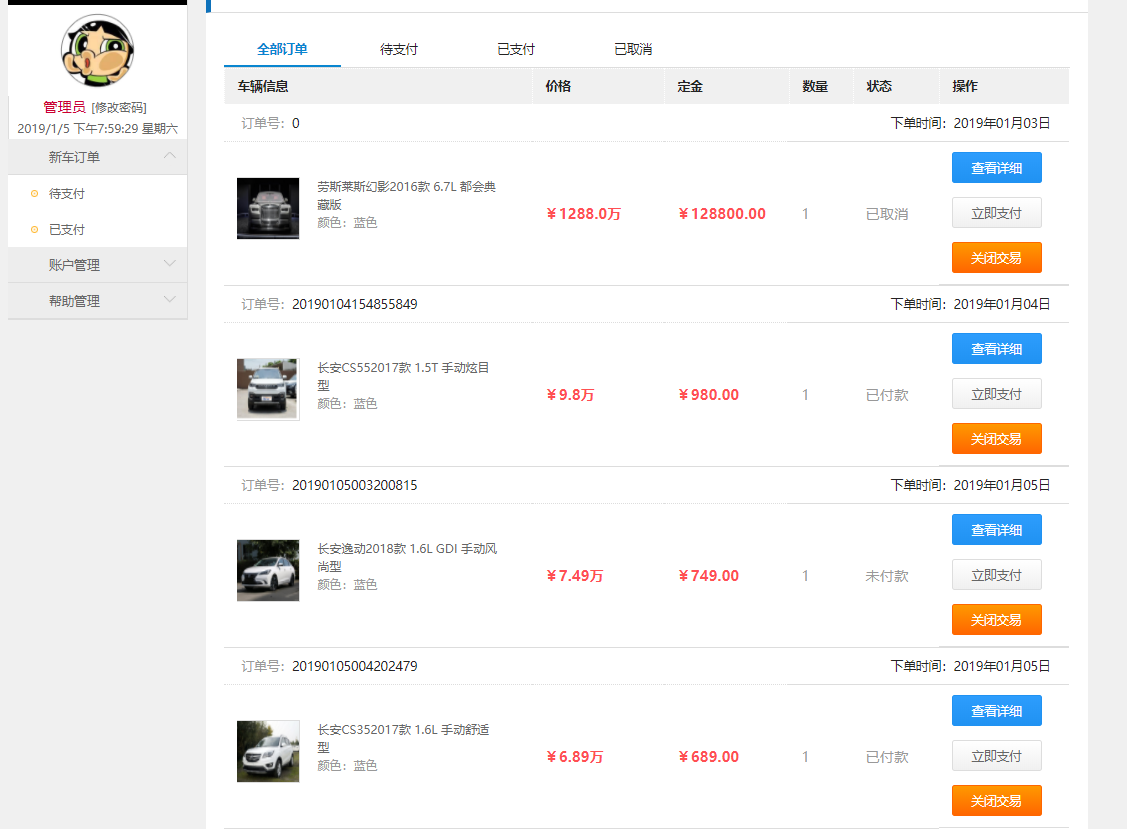 管理员 [修改密码]
2019/1/5 下午7:59:29 星期六
新车订单
待支付
已支付
账户管理
帮助管理
全部订单 待支付 已支付 已取消
车辆信息 价格 定金 数量 状态 操作
订单号：0 下单时间：2019年01月03日
劳斯莱斯幻影2016款 6.7L 都会典
藏版
颜色：蓝色
￥1288.0万 ￥128800.00 1 已取消
查看详细
立即支付
关闭交易
订单号：20190104154855849 下单时间：2019年01月04日
长安CS552017款 1.5T 手动炫目
型
颜色：蓝色
￥9.8万 ￥980.00 1 已付款
查看详细
立即支付
关闭交易
订单号：20190105003200815 下单时间：2019年01月05日
长安逸动2018款 1.6L GDI 手动风
尚型
颜色：蓝色
￥7.49万 ￥749.00 1 未付款
查看详细
立即支付
关闭交易
订单号：20190105004202479 下单时间：2019年01月05日
长安CS352017款 1.6L 手动舒适
型
颜色：蓝色
￥6.89万 ￥689.00 1 已付款
查看详细
立即支付
关闭交易